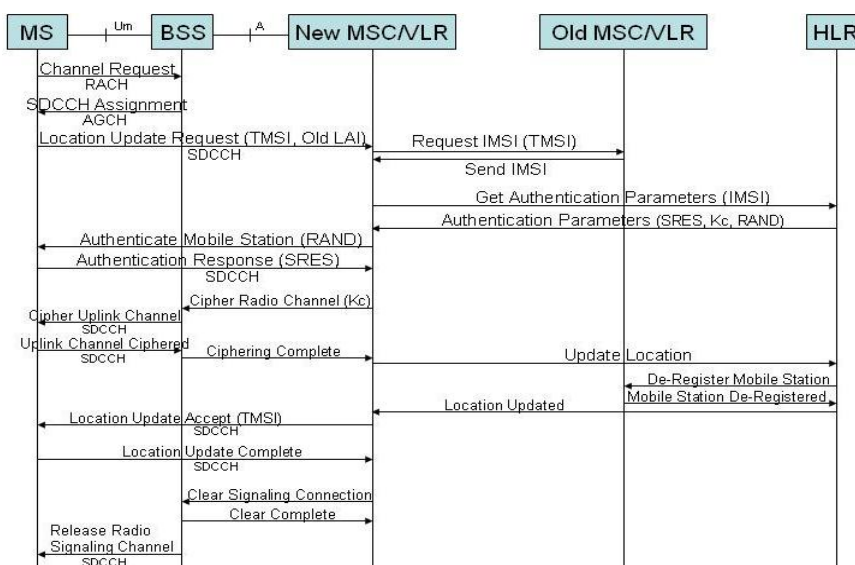 MS
Um
BSS
A
New MSC/VLR
Old MSC/VLR
HLR
Channel Request
RACH
SDCCH Assignment
AGCH
Location Update Request (TMSI, Old LAI)
SDCCH
Request IMSI (TMSI)
Send IMSI
Get Authentication Parameters (IMSI)
Authentication Parameters (SRES, Kc, RAND)
Authenticate Mobile Station (RAND)
Authentication Response (SRES)
SDCCH
Cipher Radio Channel (Kc)
Cipher Uplink Channel
SDCCH
Uplink Channel Ciphered
SDCCH
Ciphering Complete
Update Location
De-Register Mobile Station
Mobile Station De-Registered
Location Updated
Location Update Accept (TMSI)
SDCCH
Location Update Complete
SDCCH
Clear Signaling Connection
Clear Complete
Release Radio
Signaling Channel
SDCCH